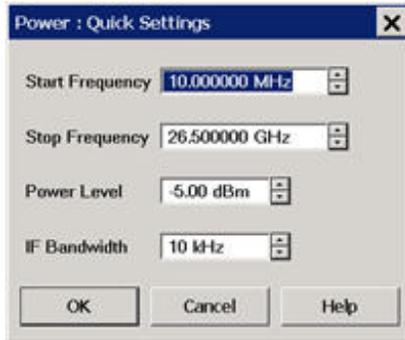 Power : Quick Settings
Start Frequency 10.000000 MHz
Stop Frequency 26.500000 GHz
Power Level -5.00 dBm
IF Bandwidth 10 kHz
OK Cancel Help